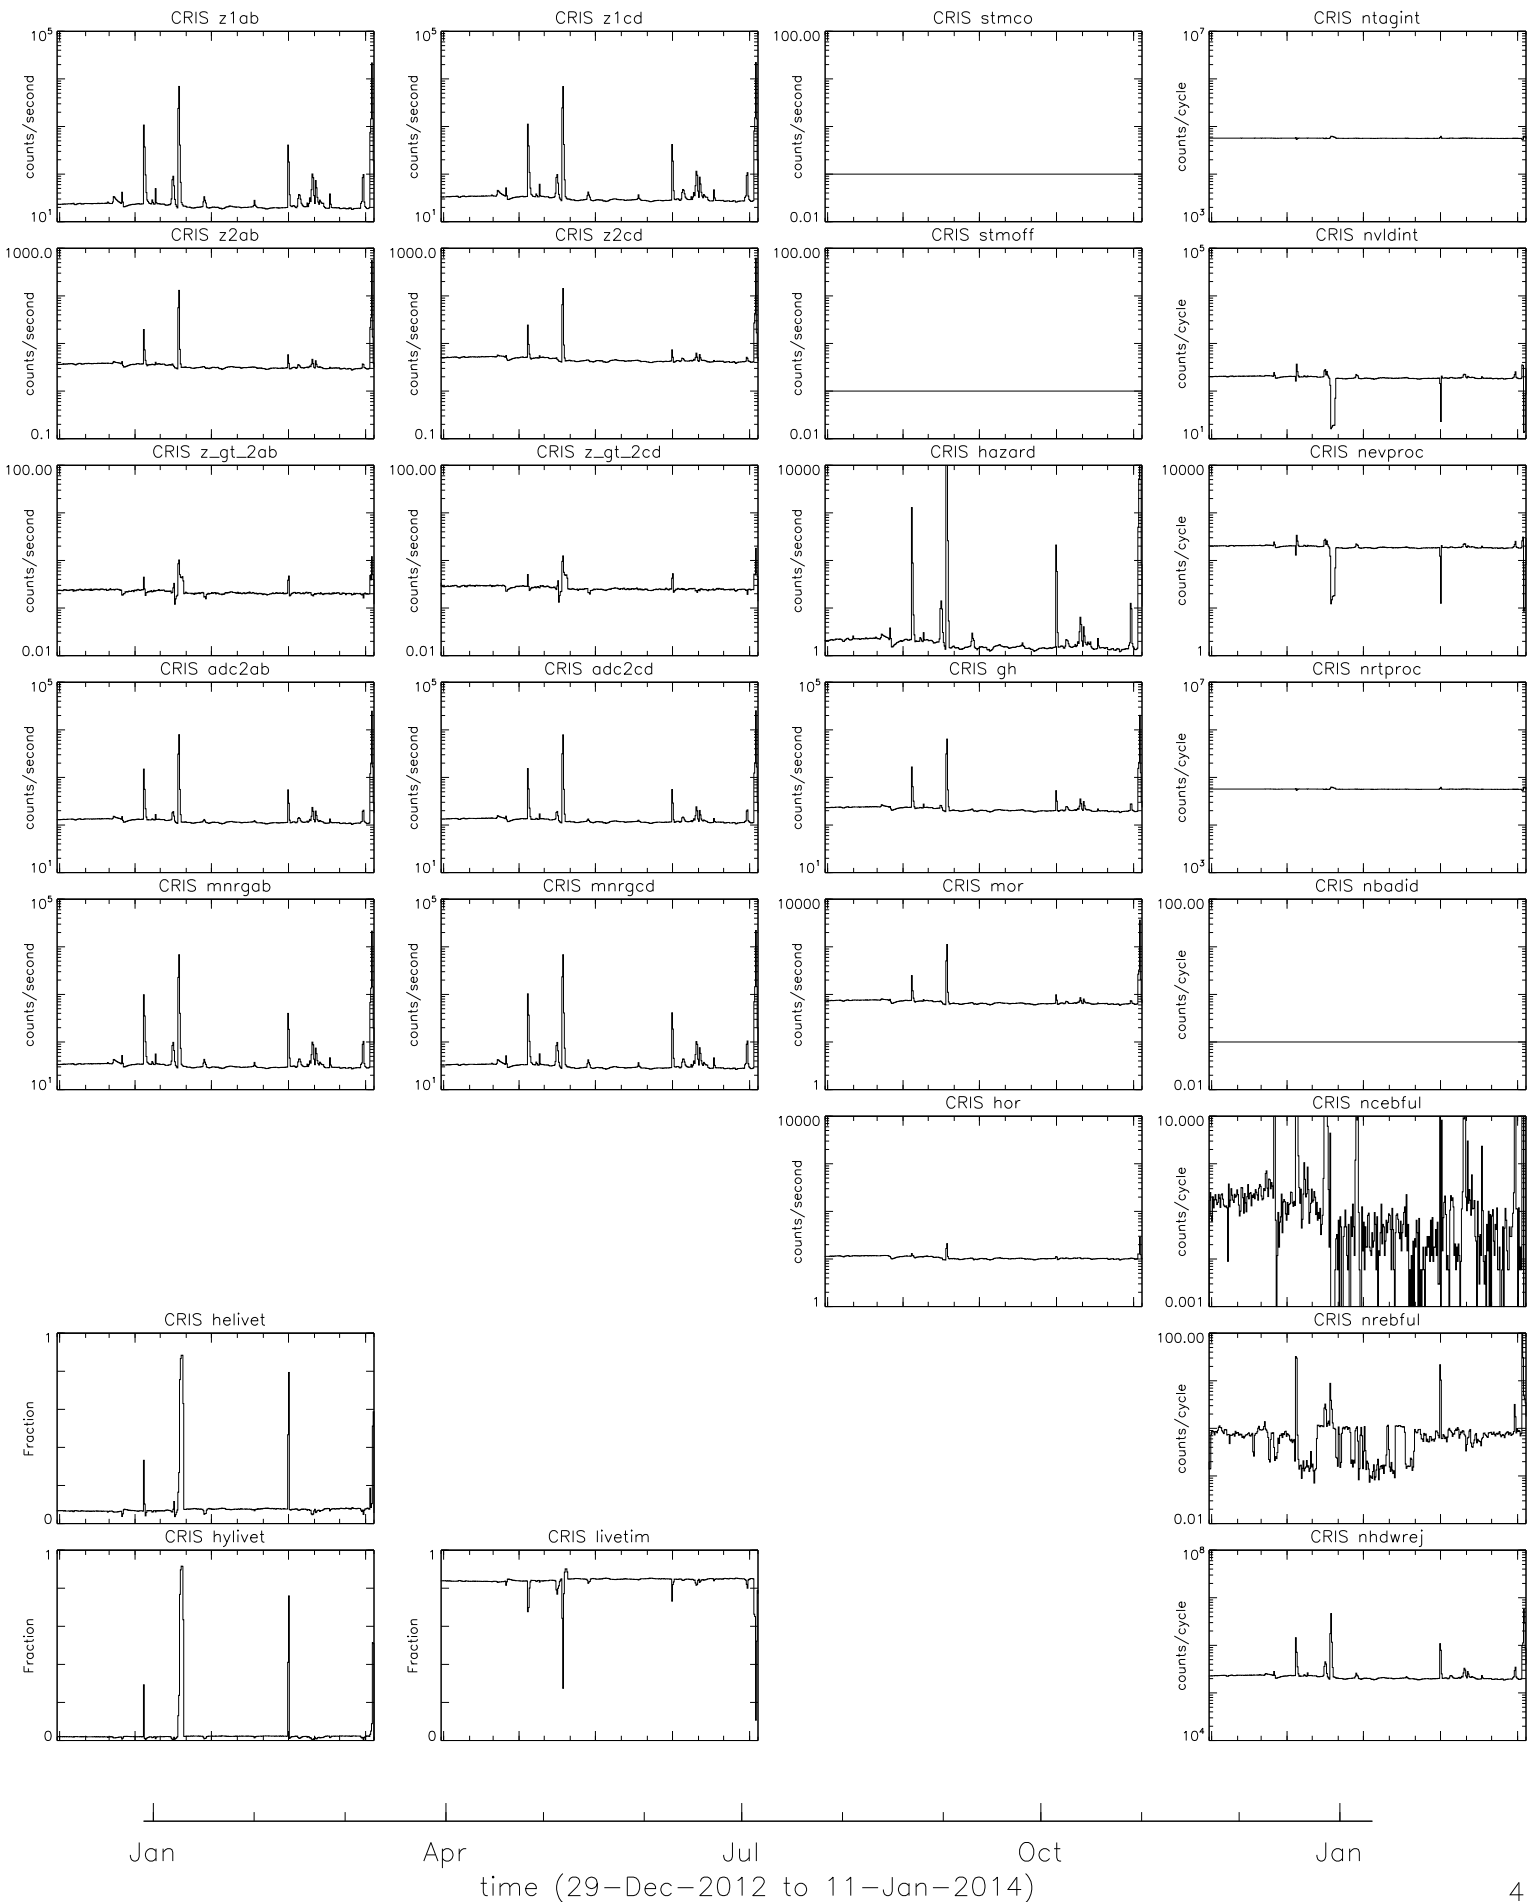 CRIS z1ab
CRIS z1cd
CRIS stmco
CRIS ntagint
10^5
counts/second
10^1
10^5
counts/second
10^1
100.00
counts/second
0.01
10^7
counts/cycle
10^3
CRIS z2ab
CRIS z2cd
CRIS stmoff
CRIS nvldint
1000.0
counts/second
0.1
1000.0
counts/second
0.1
100.00
counts/second
0.01
10^5
counts/cycle
10^1
CRIS z_gt_2ab
CRIS z_gt_2cd
CRIS hazard
CRIS nevproc
100.00
counts/second
0.01
100.00
counts/second
0.01
10000
counts/second
1
10000
counts/cycle
1
CRIS adc2ab
CRIS adc2cd
CRIS gh
CRIS nrtproc
10^5
counts/second
10^1
10^5
counts/second
10^1
10^5
counts/second
10^1
10^7
counts/cycle
10^3
CRIS mnrgab
CRIS mnrgcd
CRIS mor
CRIS nbadid
10^5
counts/second
10^1
10^5
counts/second
10^1
10000
counts/second
1
100.00
counts/cycle
0.01
CRIS hor
CRIS ncebful
10000
counts/second
1
10.000
counts/cycle
0.001
CRIS helivet
CRIS nrebful
1
Fraction
0
100.00
counts/cycle
0.01
CRIS hylivet
CRIS livetim
CRIS nhdwrej
1
Fraction
0
1
Fraction
0
10^8
counts/cycle
10^4
Jan
Apr
Jul
Oct
Jan
time (29-Dec-2012 to 11-Jan-2014)
4